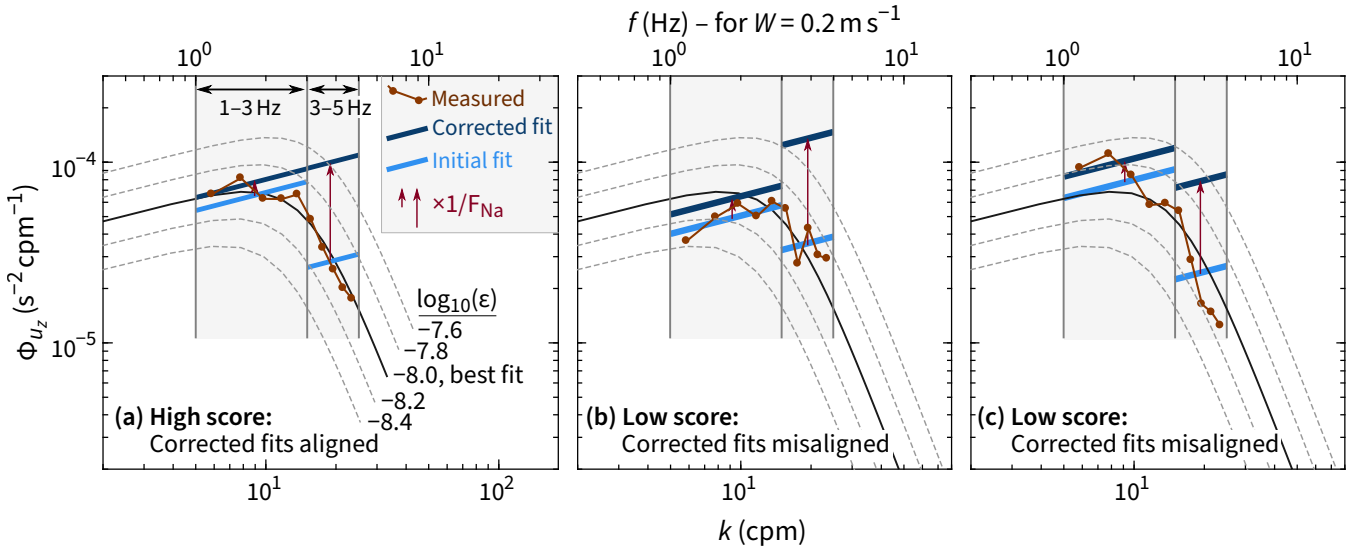 f (Hz) – for W = 0.2 m s⁻¹
10⁰ 10¹ 10⁰ 10¹ 10⁰ 10¹
1–3 Hz 3–5 Hz
Measured
Corrected fit
Initial fit
×1/F_Na
10⁻⁴
10⁻⁵
Φ_u_z (s⁻² cpm⁻¹)
log₁₀(ε)
−7.6
−7.8
−8.0, best fit
−8.2
−8.4
(a) High score:
Corrected fits aligned
(b) Low score:
Corrected fits misaligned
(c) Low score:
Corrected fits misaligned
10¹ 10² 10¹ 10¹
k (cpm)